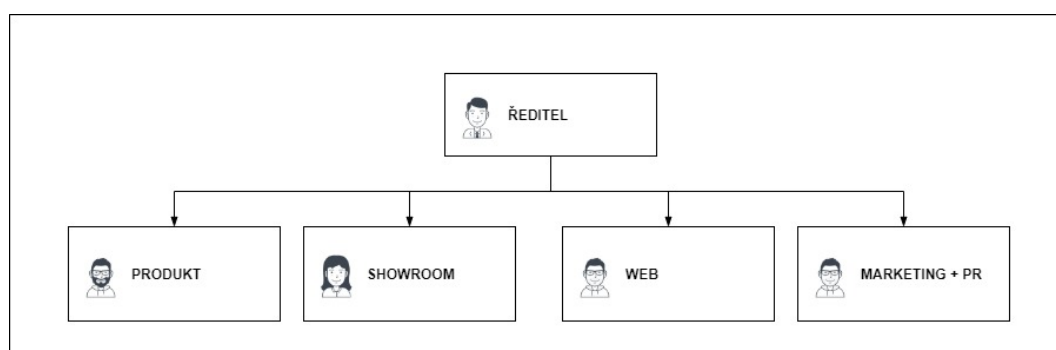 ŘEDITEL
PRODUKT
SHOWROOM
WEB
MARKETING + PR